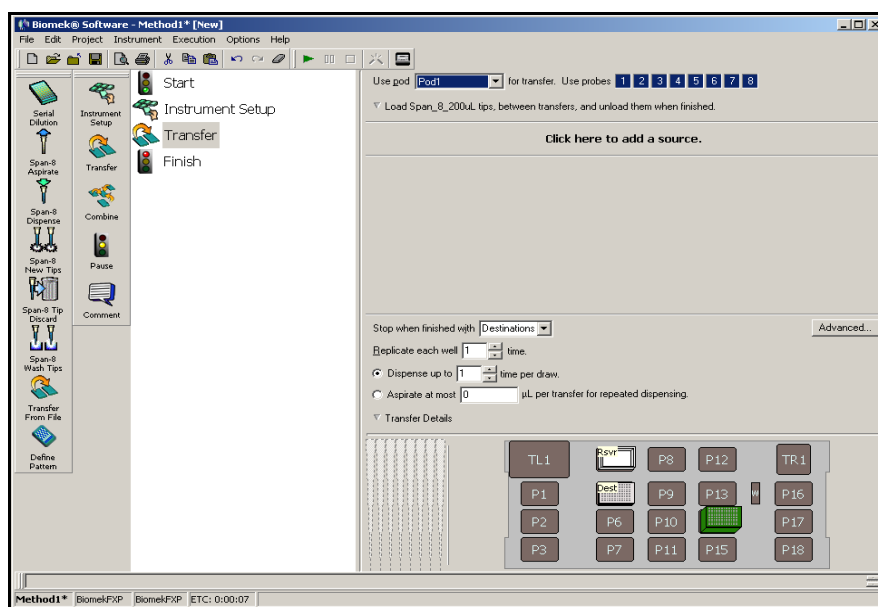 Biomek® Software - Method1* [New]
File Edit Project Instrument Execution Options Help
Serial Dilution
Span-8 Aspirate
Span-8 Dispense
Span-8 New Tips
Span-8 Tip Discard
Span-8 Wash Tips
Transfer From File
Define Pattern
Instrument Setup
Transfer
Combine
Pause
Comment
Start
Instrument Setup
Transfer
Finish
Use pod Pod1 for transfer. Use probes 1 2 3 4 5 6 7 8
Load Span_8_200uL tips, between transfers, and unload them when finished.
Click here to add a source.
Stop when finished with Destinations Advanced...
Replicate each well 1 time.
Dispense up to 1 time per draw.
Aspirate at most 0 µL per transfer for repeated dispensing.
Transfer Details
TL1 Rsvr P8 P12 TR1
P1 Dest P9 P13 W P16
P2 P6 P10 P17
P3 P7 P11 P15 P18
Method1* BiomekFXP BiomekFXP ETC: 0:00:07